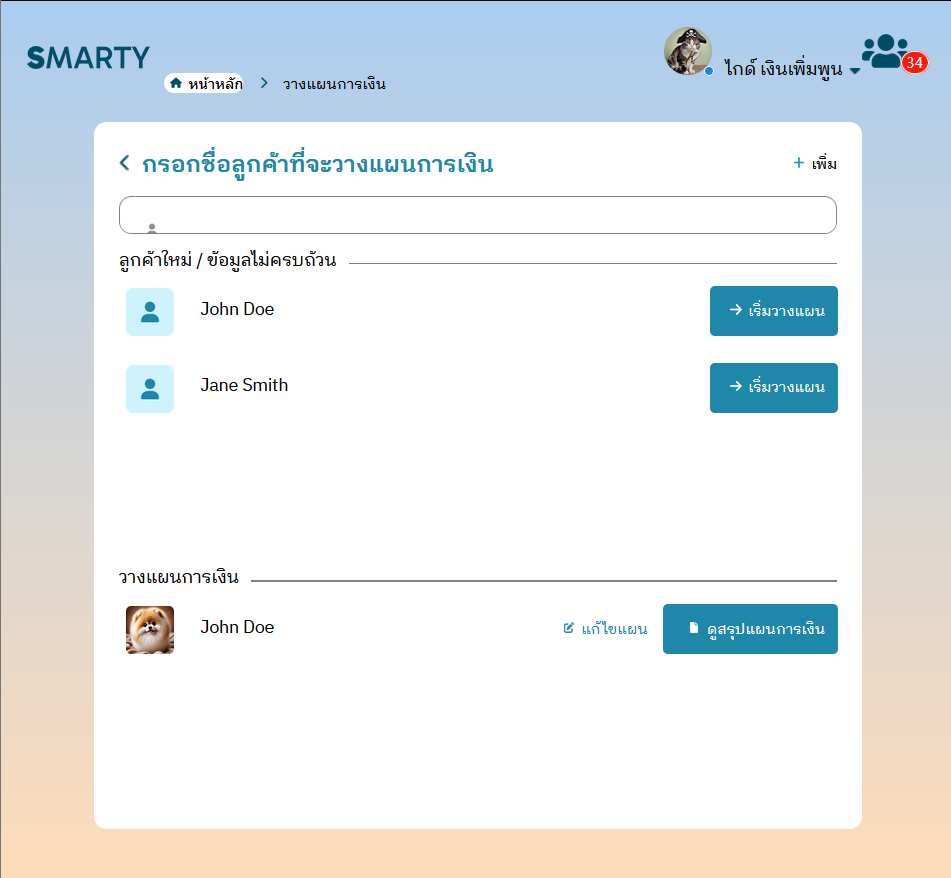 SMARTY
หน้าหลัก
วางแผนการเงิน
ไกด์ เงินเพิ่มพูน
34
กรอกชื่อลูกค้าที่จะวางแผนการเงิน
+ เพิ่ม
ลูกค้าใหม่ / ข้อมูลไม่ครบถ้วน
John Doe
เริ่มวางแผน
Jane Smith
เริ่มวางแผน
วางแผนการเงิน
John Doe
แก้ไขแผน
ดูสรุปแผนการเงิน